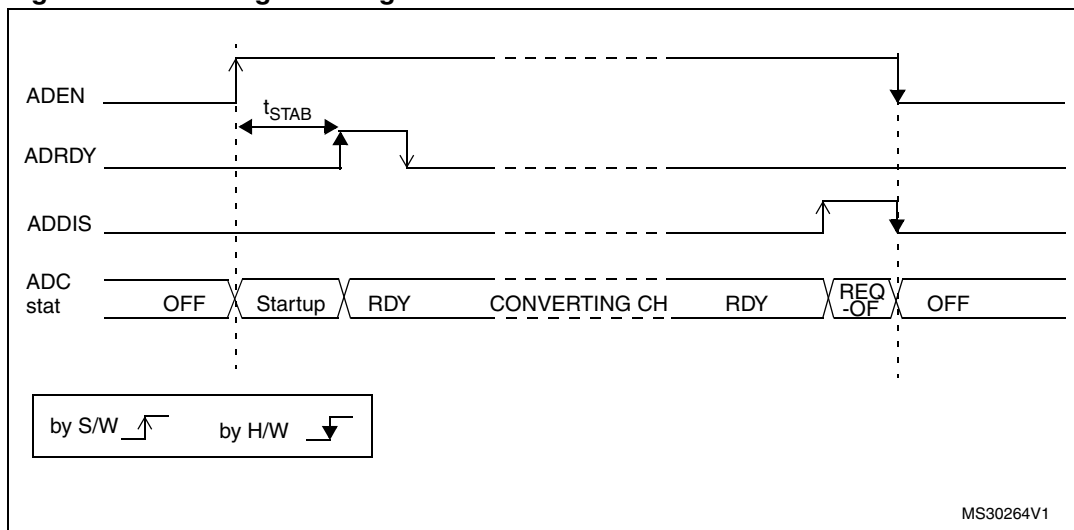 ADEN
tSTAB
ADRDY
ADDIS
ADC
stat
OFF
Startup
RDY
CONVERTING CH
RDY
REQ
-OF
OFF
by S/W
by H/W
MS30264V1